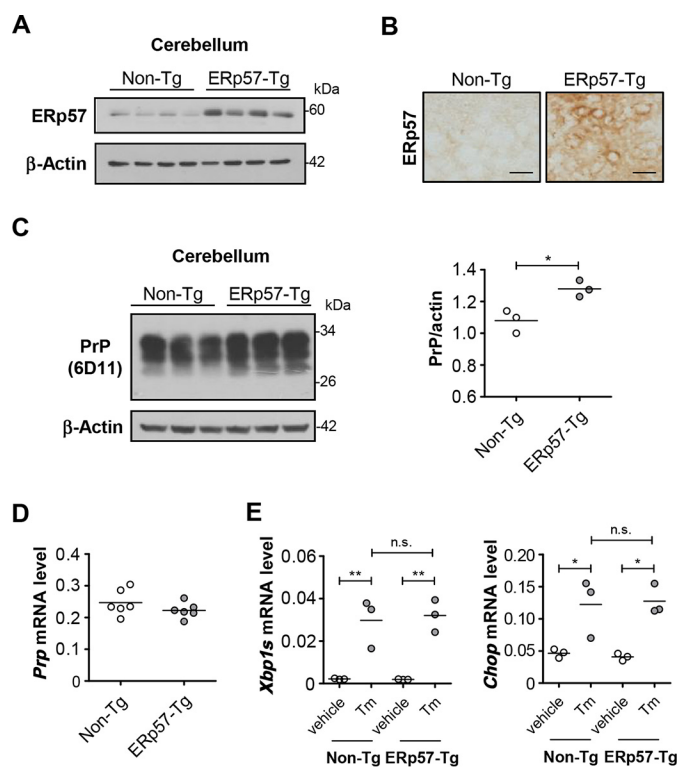 A
Cerebellum
Non-Tg ERp57-Tg
kDa
ERp57
-60
β-Actin
-42
B
Non-Tg ERp57-Tg
ERp57
C
Cerebellum
Non-Tg ERp57-Tg
kDa
PrP
(6D11)
-34
-26
β-Actin
-42
*
PrP/actin
1.4
1.2
1.0
0.8
0.6
Non-Tg
ERp57-Tg
D
Prp mRNA level
0.4
0.3
0.2
0.1
0
Non-Tg
ERp57-Tg
E
n.s.
** **
Xbp1s mRNA level
0.06
0.04
0.02
0
vehicle
Tm
vehicle
Tm
Non-Tg ERp57-Tg
n.s.
* *
Chop mRNA level
0.20
0.15
0.10
0.05
0
vehicle
Tm
vehicle
Tm
Non-Tg ERp57-Tg